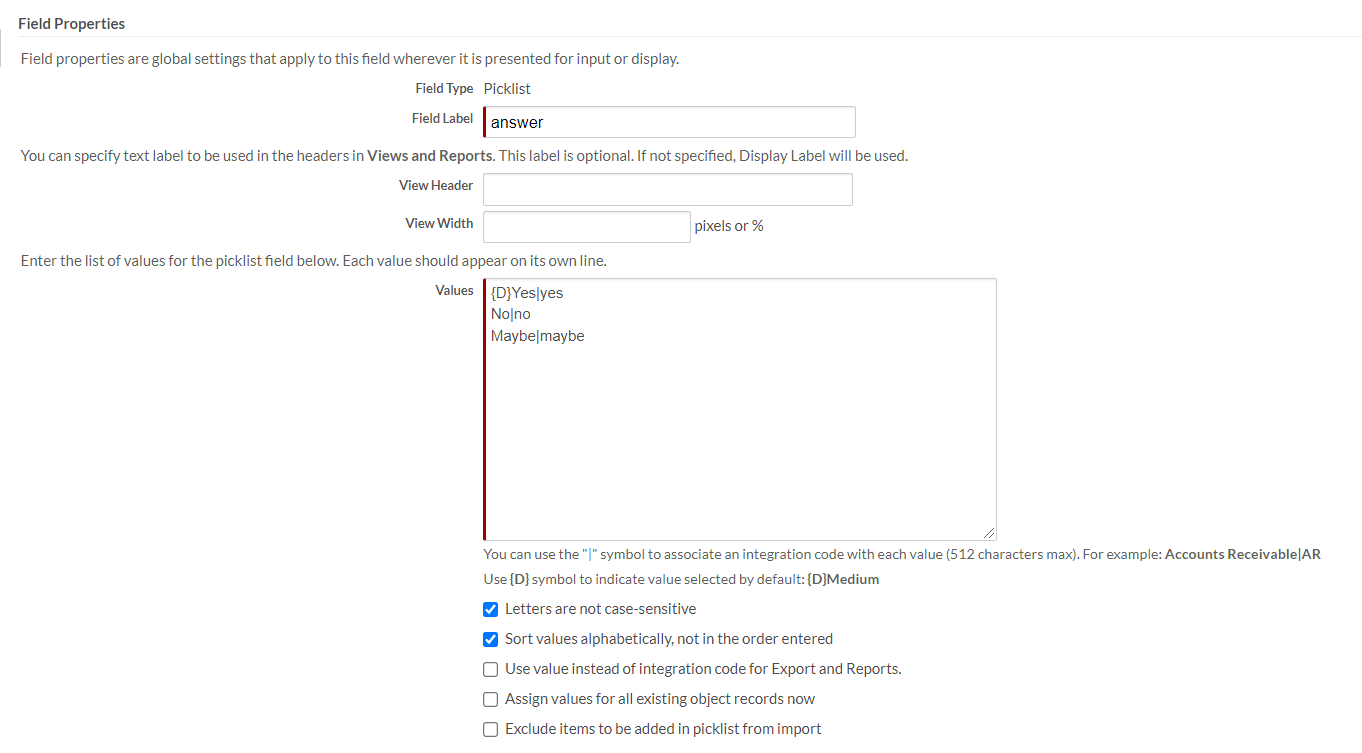 Field Properties
Field properties are global settings that apply to this field wherever it is presented for input or display.
Field Type Picklist
Field Label answer
You can specify text label to be used in the headers in Views and Reports. This label is optional. If not specified, Display Label will be used.
View Header
View Width pixels or %
Enter the list of values for the picklist field below. Each value should appear on its own line.
Values {D}Yes|yes
No|no
Maybe|maybe
You can use the "|" symbol to associate an integration code with each value (512 characters max). For example: Accounts Receivable|AR
Use {D} symbol to indicate value selected by default: {D}Medium
Letters are not case-sensitive
Sort values alphabetically, not in the order entered
Use value instead of integration code for Export and Reports.
Assign values for all existing object records now
Exclude items to be added in picklist from import